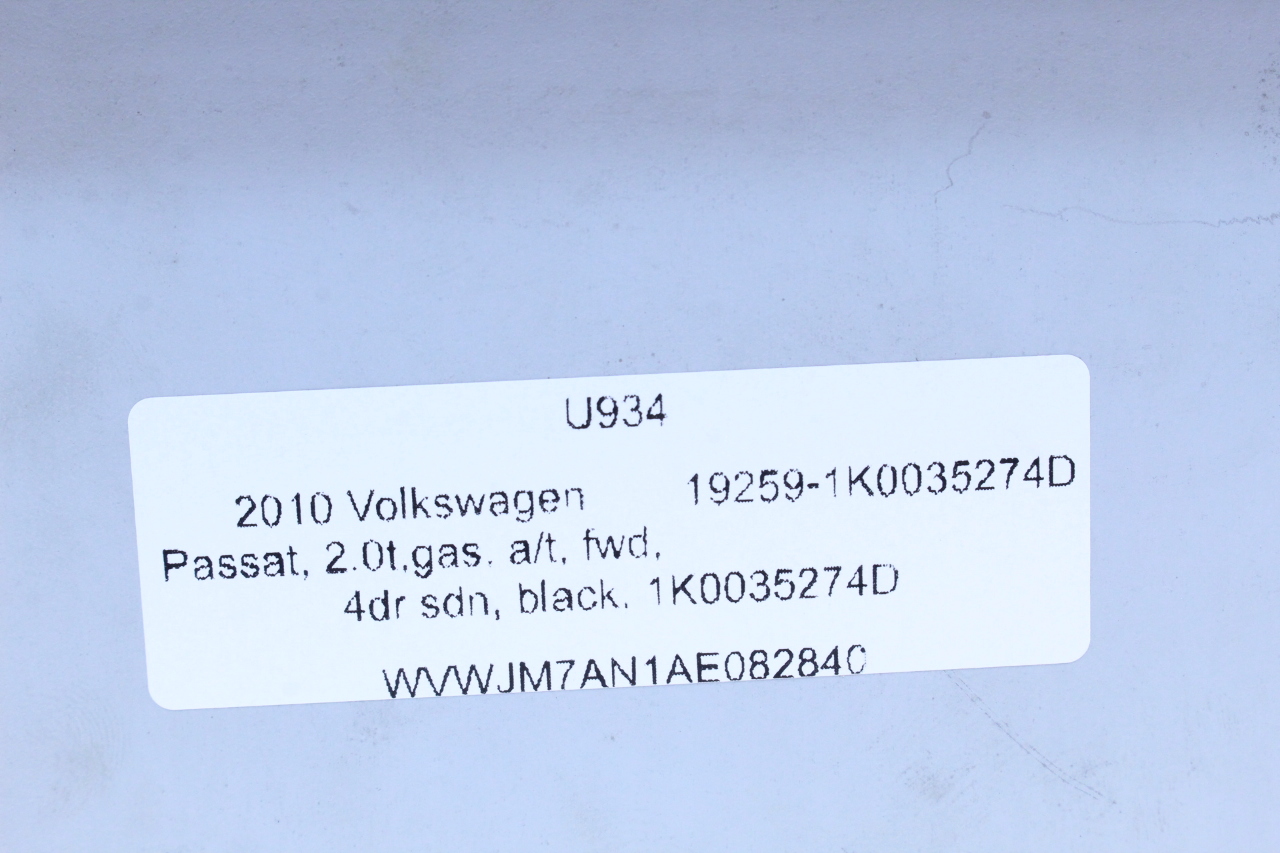 U934
2010 Volkswagen 19259-1K0035274D
Passat, 2.0t,gas. a/t, fwd,
4dr sdn, black. 1K0035274D
WVWJM7AN1AE082840